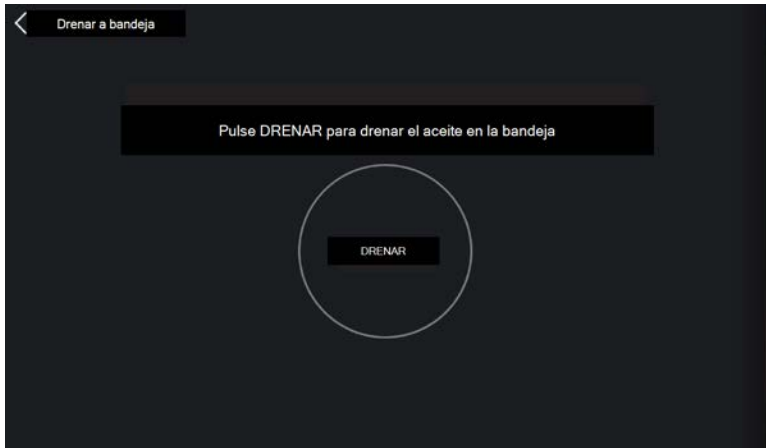 Drenar a bandeja
Pulse DRENAR para drenar el aceite en la bandeja
DRENAR